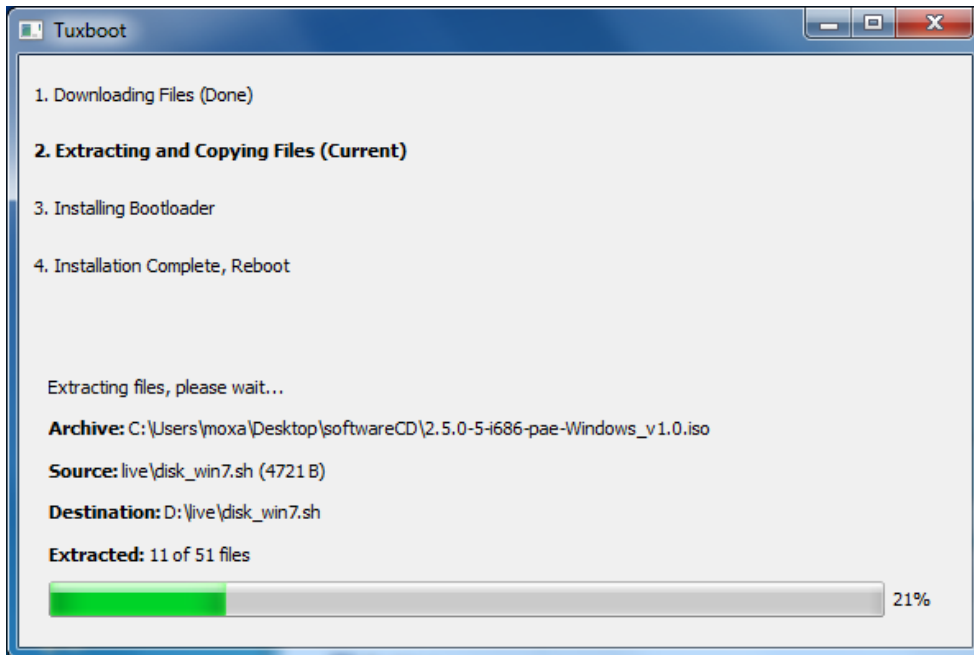 Tuxboot
1. Downloading Files (Done)
2. Extracting and Copying Files (Current)
3. Installing Bootloader
4. Installation Complete, Reboot
Extracting files, please wait...
Archive: C:\Users\moxa\Desktop\softwareCD\2.5.0-5-i686-pae-Windows_v1.0.iso
Source: live\disk_win7.sh (4721 B)
Destination: D:\live\disk_win7.sh
Extracted: 11 of 51 files
21%